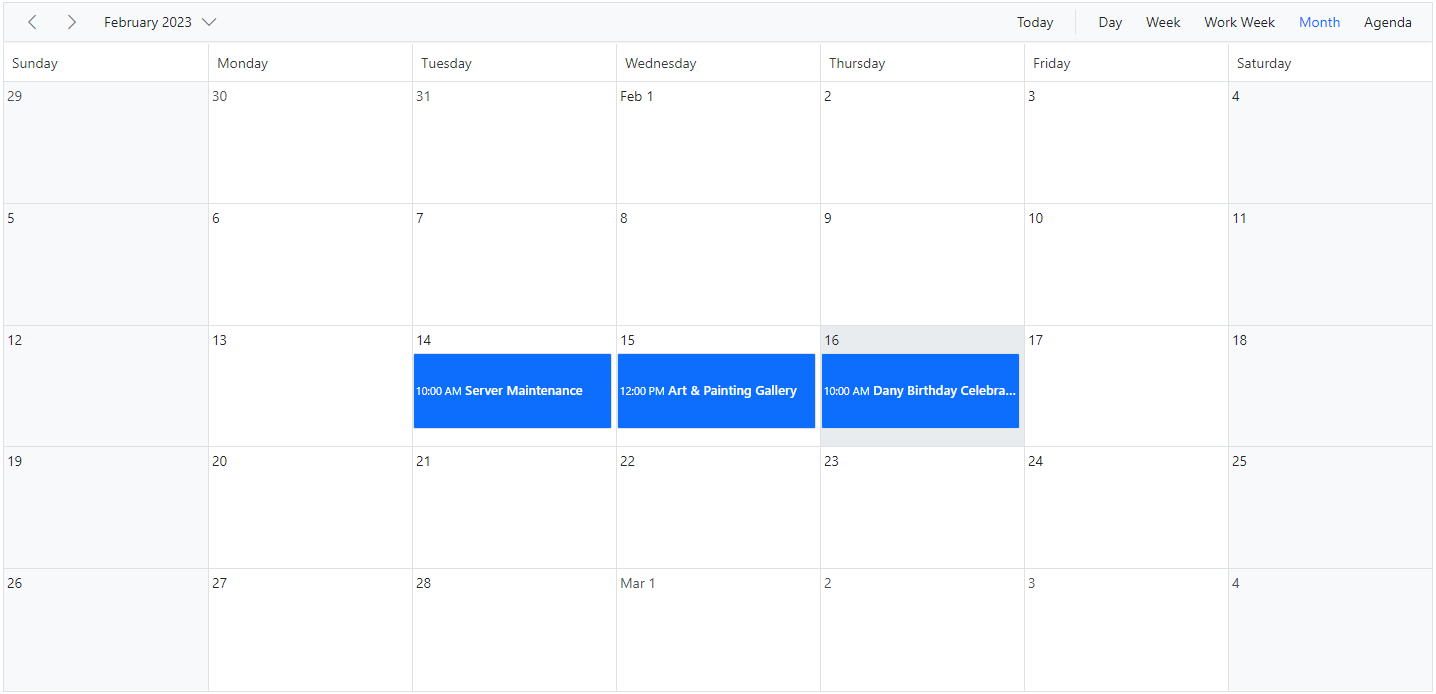 February 2023 Today Day Week Work Week Month Agenda
Sunday Monday Tuesday Wednesday Thursday Friday Saturday
29 30 31 Feb 1 2 3 4
5 6 7 8 9 10 11
12 13 14 15 16 17 18
10:00 AM Server Maintenance 12:00 PM Art & Painting Gallery 10:00 AM Dany Birthday Celebra...
19 20 21 22 23 24 25
26 27 28 Mar 1 2 3 4